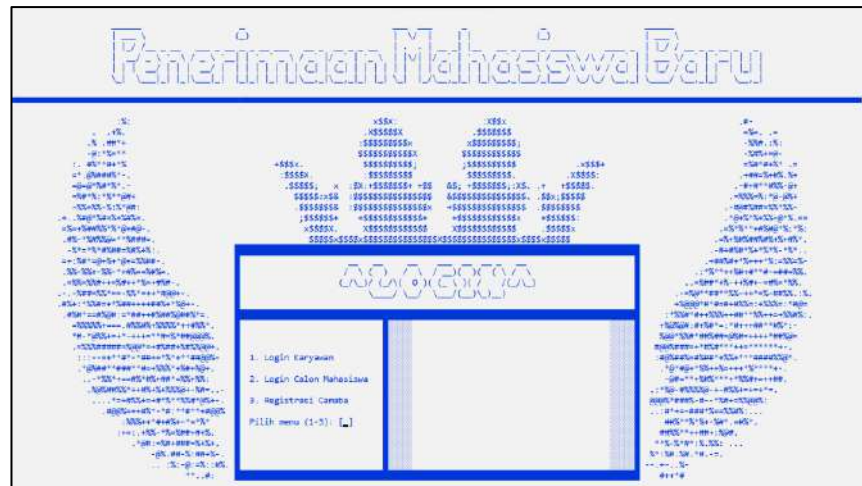 Penerimaan Mahasiswa Baru
1. Login Karyawan
2. Login Calon Mahasiswa
3. Registrasi Camaba
Pilih menu (1-3): [_]